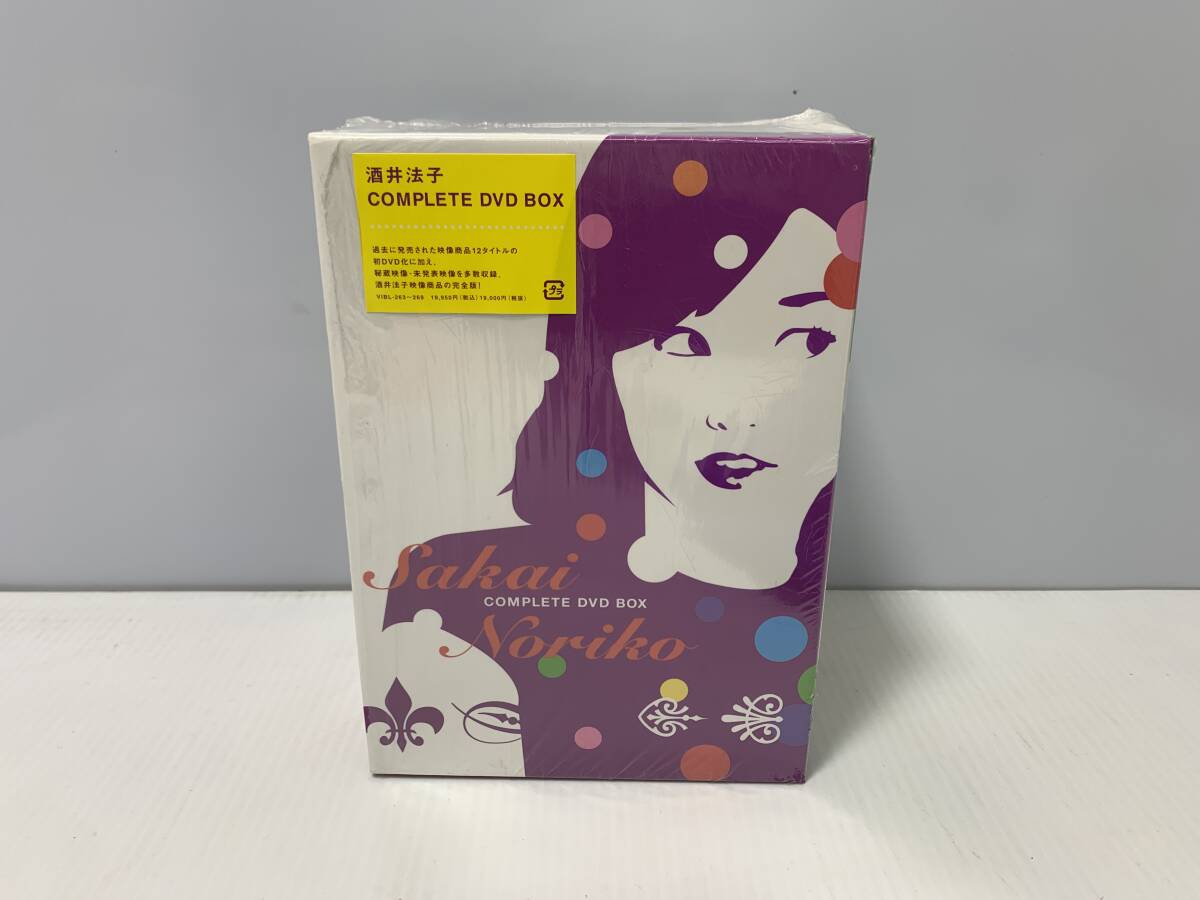 酒井法子
COMPLETE DVD BOX
過去に発売された映像商品12タイトルの
初DVD化に加え、
秘蔵映像・未発表映像を多数収録。
酒井法子映像商品の完全版!
VIBL-263〜269 19,950円(税込)19,000円(税抜)
プラ
Sakai
COMPLETE DVD BOX
Noriko